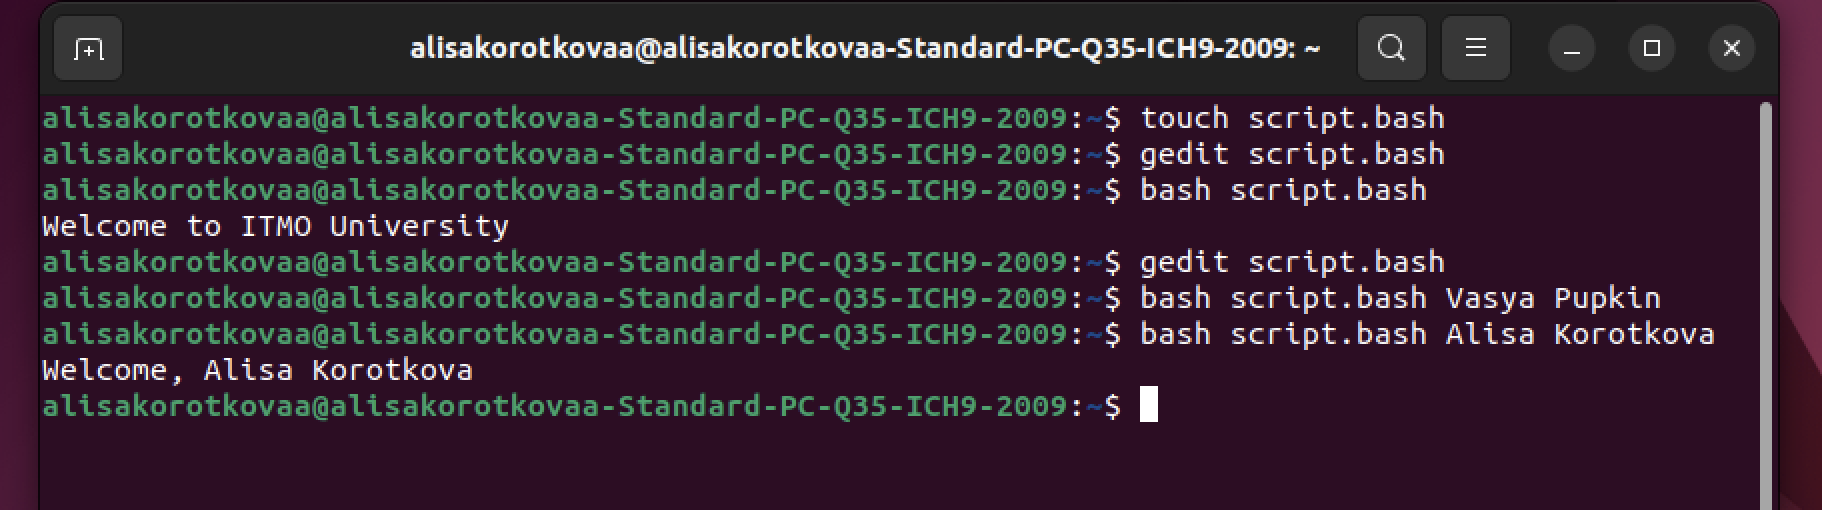 alisakorotkovaa@alisakorotkovaa-Standard-PC-Q35-ICH9-2009: ~
alisakorotkovaa@alisakorotkovaa-Standard-PC-Q35-ICH9-2009:~$ touch script.bash
alisakorotkovaa@alisakorotkovaa-Standard-PC-Q35-ICH9-2009:~$ gedit script.bash
alisakorotkovaa@alisakorotkovaa-Standard-PC-Q35-ICH9-2009:~$ bash script.bash
Welcome to ITMO University
alisakorotkovaa@alisakorotkovaa-Standard-PC-Q35-ICH9-2009:~$ gedit script.bash
alisakorotkovaa@alisakorotkovaa-Standard-PC-Q35-ICH9-2009:~$ bash script.bash Vasya Pupkin
alisakorotkovaa@alisakorotkovaa-Standard-PC-Q35-ICH9-2009:~$ bash script.bash Alisa Korotkova
Welcome, Alisa Korotkova
alisakorotkovaa@alisakorotkovaa-Standard-PC-Q35-ICH9-2009:~$